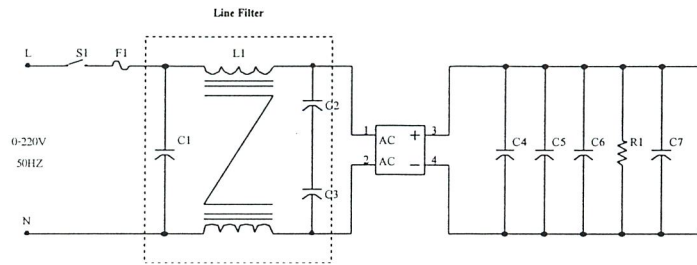 Line Filter
L
S1
F1
L1
C1
C2
C3
0-220V
50HZ
N
1
2
AC
AC
+
−
3
4
C4
C5
C6
R1
C7